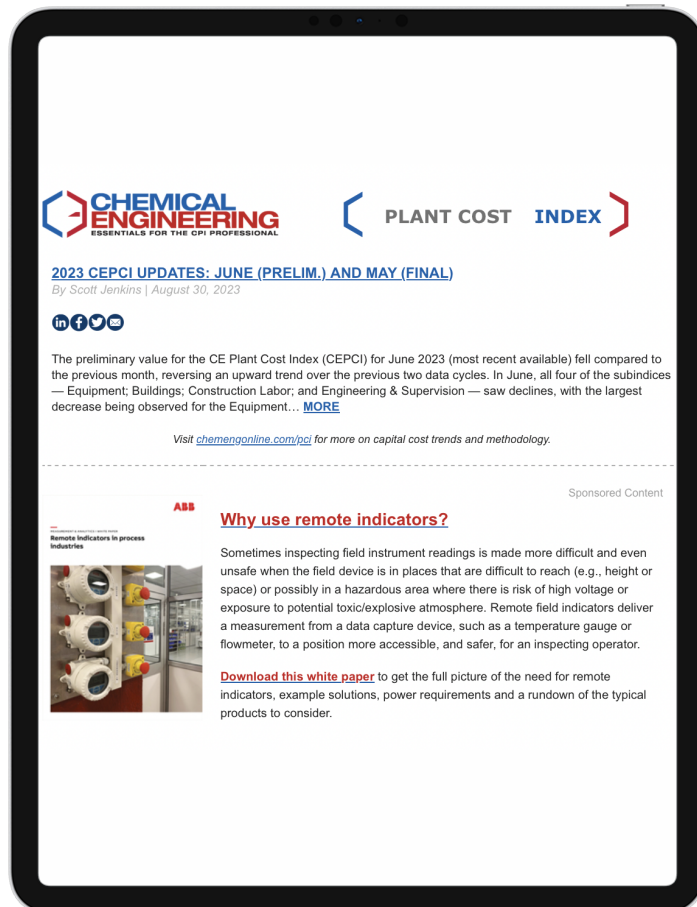 CHEMICAL
ENGINEERING
ESSENTIALS FOR THE CPI PROFESSIONAL
PLANT COST INDEX
2023 CEPCI UPDATES: JUNE (PRELIM.) AND MAY (FINAL)
By Scott Jenkins | August 30, 2023
in f
The preliminary value for the CE Plant Cost Index (CEPCI) for June 2023 (most recent available) fell compared to
the previous month, reversing an upward trend over the previous two data cycles. In June, all four of the subindices
— Equipment; Buildings; Construction Labor; and Engineering & Supervision — saw declines, with the largest
decrease being observed for the Equipment… MORE
Visit chemengonline.com/pci for more on capital cost trends and methodology.
Sponsored Content
ABB
MEASUREMENT & ANALYTICS | WHITE PAPER
Remote indicators in process
industries
Why use remote indicators?
Sometimes inspecting field instrument readings is made more difficult and even
unsafe when the field device is in places that are difficult to reach (e.g., height or
space) or possibly in a hazardous area where there is risk of high voltage or
exposure to potential toxic/explosive atmosphere. Remote field indicators deliver
a measurement from a data capture device, such as a temperature gauge or
flowmeter, to a position more accessible, and safer, for an inspecting operator.
Download this white paper to get the full picture of the need for remote
indicators, example solutions, power requirements and a rundown of the typical
products to consider.